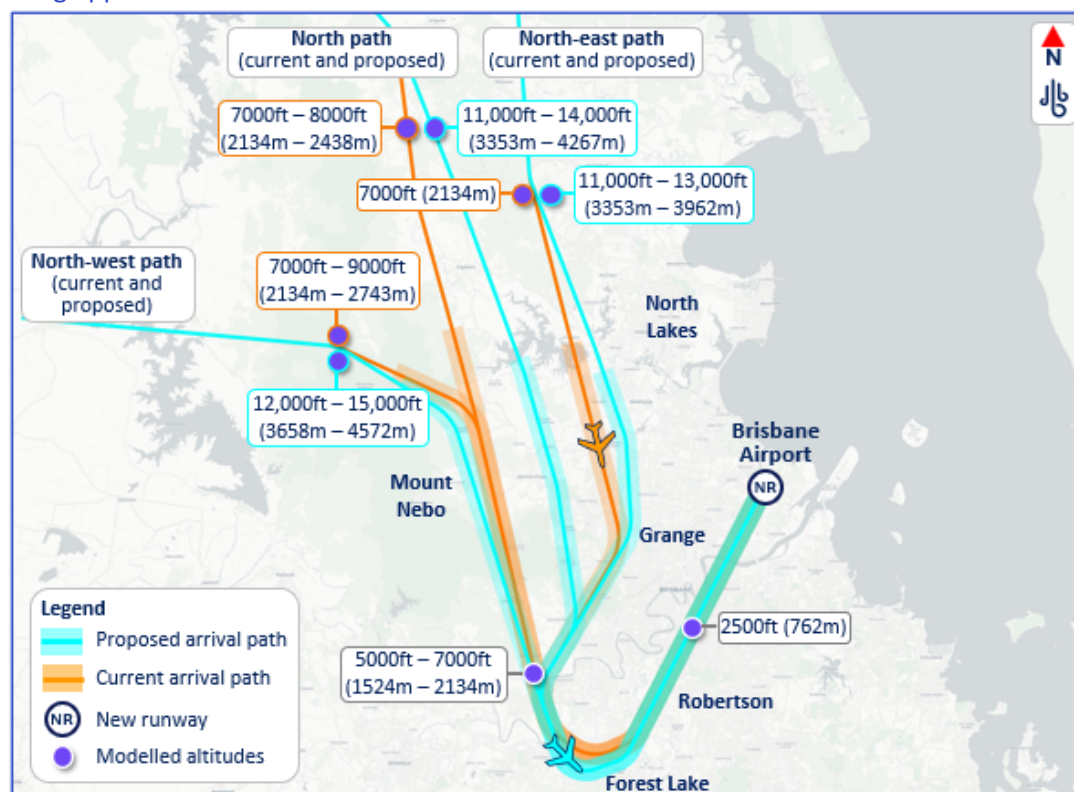 North path
(current and proposed)
North-east path
(current and proposed)
N
7000ft – 8000ft
(2134m – 2438m)
11,000ft – 14,000ft
(3353m – 4267m)
7000ft (2134m)
11,000ft – 13,000ft
(3353m – 3962m)
North-west path
(current and
proposed)
7000ft – 9000ft
(2134m – 2743m)
North
Lakes
12,000ft – 15,000ft
(3658m – 4572m)
Brisbane
Airport
NR
Mount
Nebo
Grange
BRISBANE
2500ft (762m)
5000ft – 7000ft
(1524m – 2134m)
Robertson
Forest Lake
Legend
Proposed arrival path
Current arrival path
NR New runway
Modelled altitudes